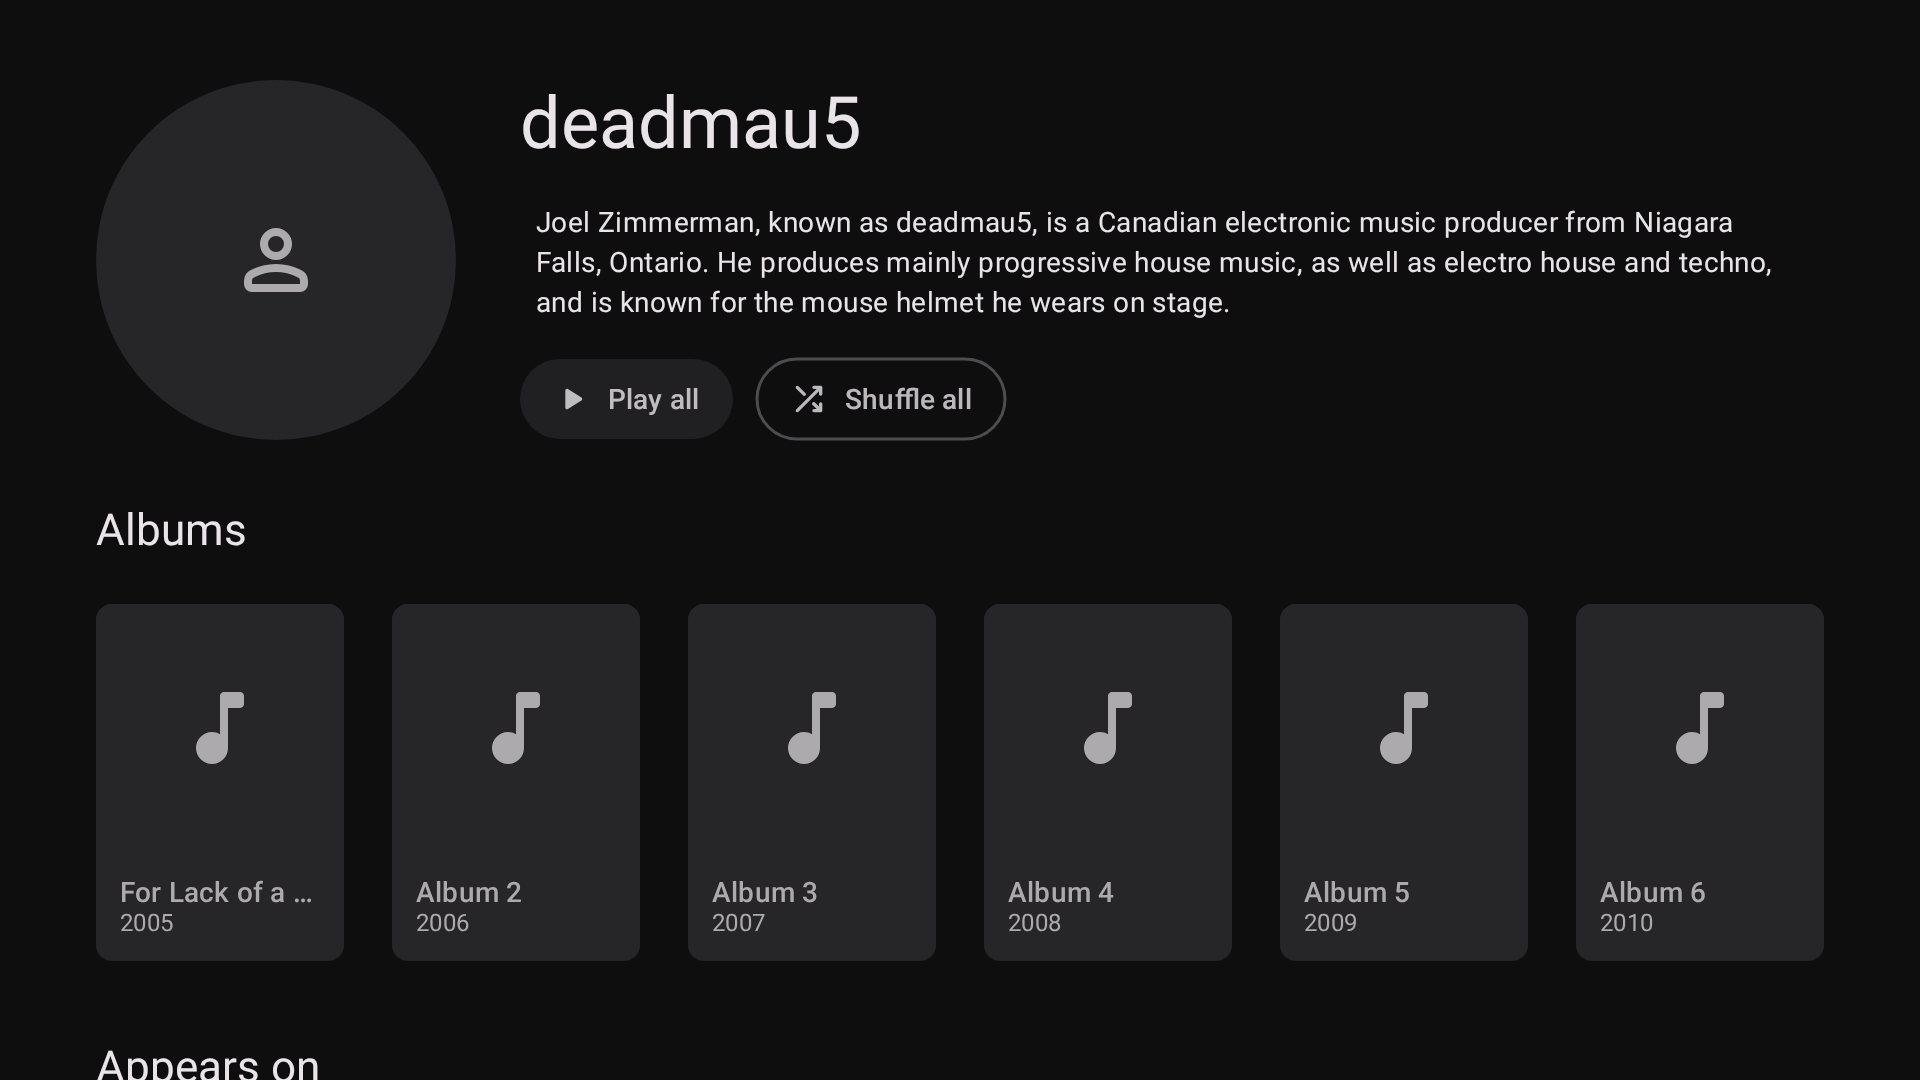 deadmau5
Joel Zimmerman, known as deadmau5, is a Canadian electronic music producer from Niagara
Falls, Ontario. He produces mainly progressive house music, as well as electro house and techno,
and is known for the mouse helmet he wears on stage.
Play all
Shuffle all
Albums
For Lack of a ...
2005
Album 2
2006
Album 3
2007
Album 4
2008
Album 5
2009
Album 6
2010
Appears on